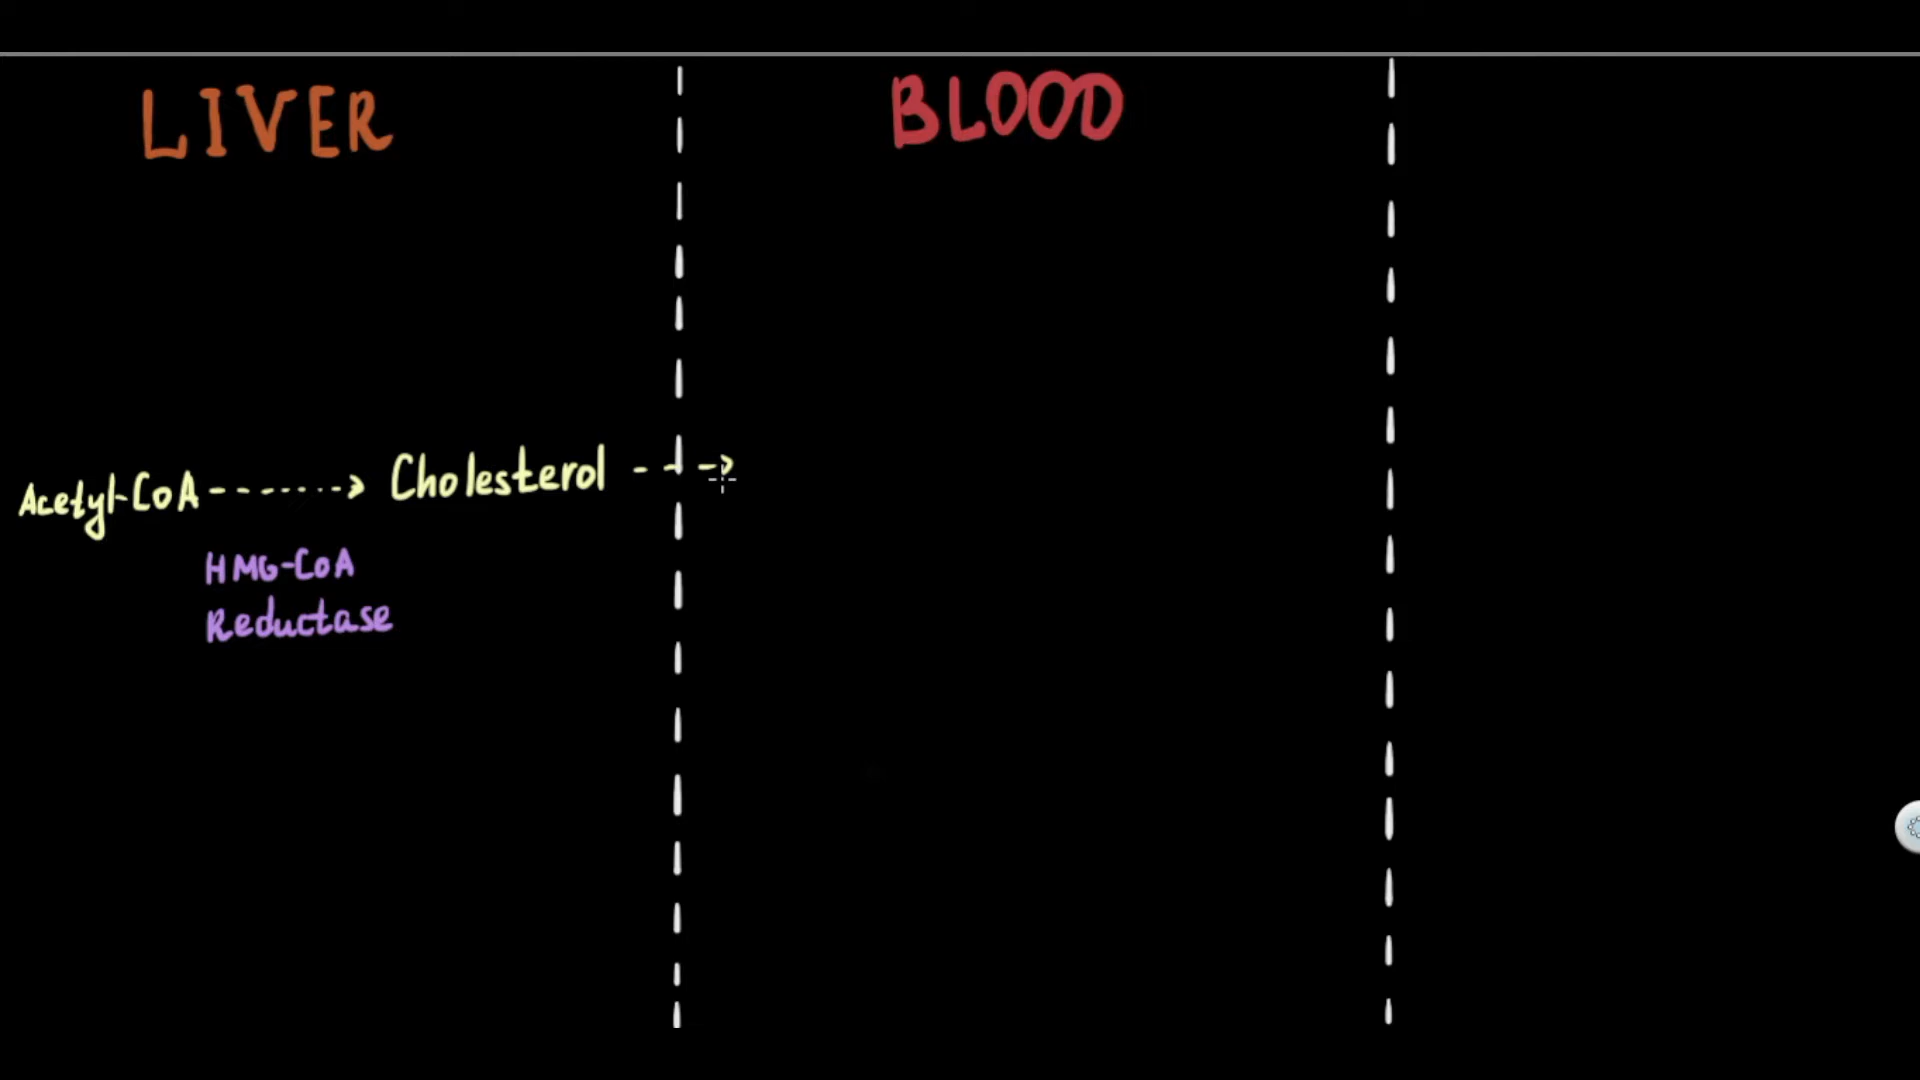 LIVER
BLOOD
Acetyl-CoA -----> Cholesterol --->
HMG-CoA
Reductase